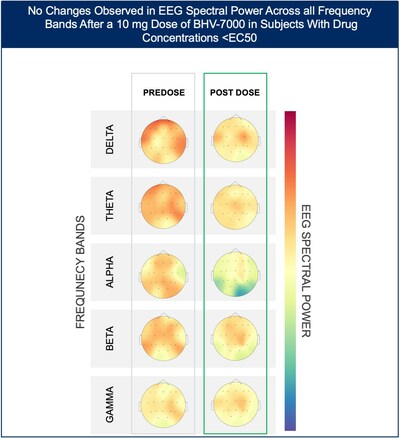 No Changes Observed in EEG Spectral Power Across all Frequency
Bands After a 10 mg Dose of BHV-7000 in Subjects With Drug
Concentrations <EC50
PREDOSE
POST DOSE
FREQUNECY BANDS
DELTA
THETA
ALPHA
BETA
GAMMA
EEG SPECTRAL POWER